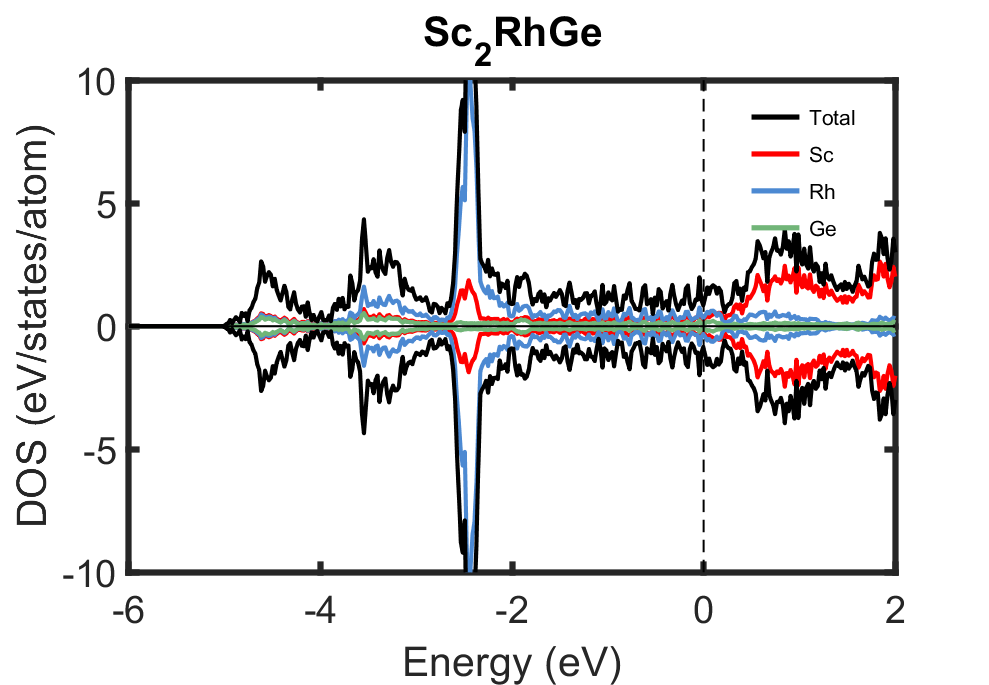 Sc2RhGe
DOS (eV/states/atom)
10
5
0
-5
-10
Total
Sc
Rh
Ge
-6 -4 -2 0 2
Energy (eV)